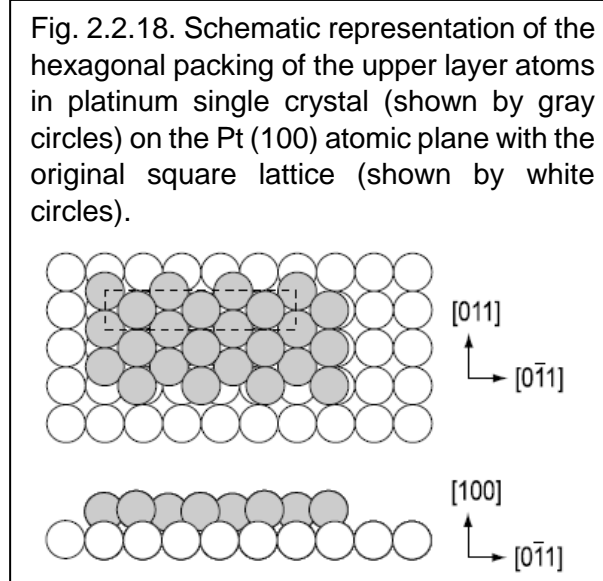 Fig. 2.2.18. Schematic representation of the
hexagonal packing of the upper layer atoms
in platinum single crystal (shown by gray
circles) on the Pt (100) atomic plane with the
original square lattice (shown by white
circles).
[011]
[01̄1]
[100]
[01̄1]